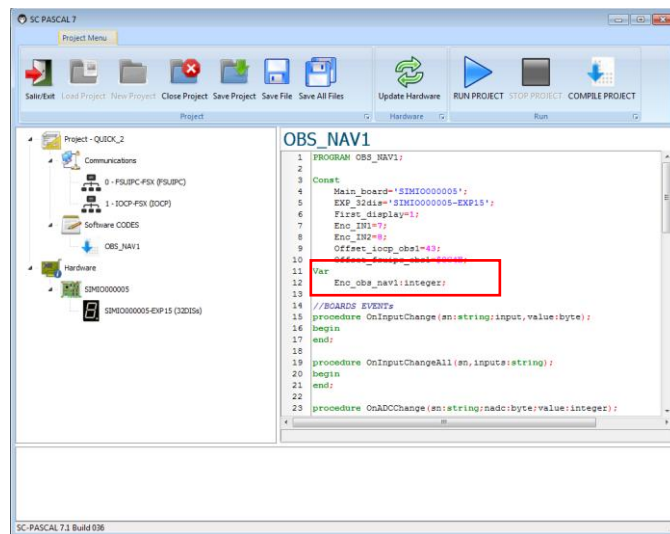 SC PASCAL 7
Project Menu
Salir/Exit Load Project New Proyect Close Project Save Project Save File Save All Files Update Hardware RUN PROJECT STOP PROJECT COMPILE PROJECT
Project Hardware Run
Project - QUICK_2
Communications
0 - FSUIPC-FSX (FSUIPC)
1 - IOCP-FSX (IOCP)
Software CODES
OBS_NAV1
Hardware
SIMIO000005
SIMIO000005-EXP15 (32DISs)
OBS_NAV1
1 PROGRAM OBS_NAV1;
2
3 Const
4 Main_board='SIMIO000005';
5 EXP_32dis='SIMIO000005-EXP15';
6 First_display=1;
7 Enc_IN1=7;
8 Enc_IN2=8;
9 Offset_iocp_obs1=43;
10
11 Var
12 Enc_obs_nav1:integer;
13
14 //BOARDS EVENTs
15 procedure OnInputChange(sn:string;input,value:byte);
16 begin
17 end;
18
19 procedure OnInputChangeAll(sn,inputs:string);
20 begin
21 end;
22
23 procedure OnADCChange(sn:string;nadc:byte;value:integer);
SC-PASCAL 7.1 Build 036